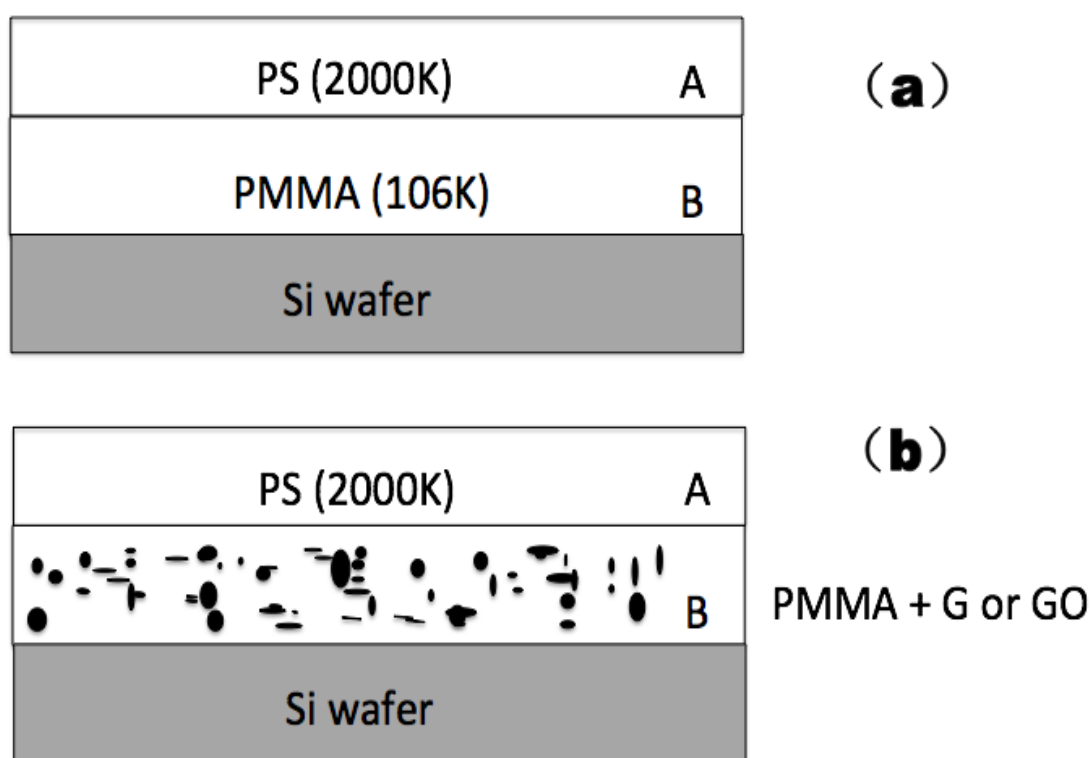 PS (2000K) A (a)
PMMA (106K) B
Si wafer
(b)
PS (2000K) A
B PMMA + G or GO
Si wafer